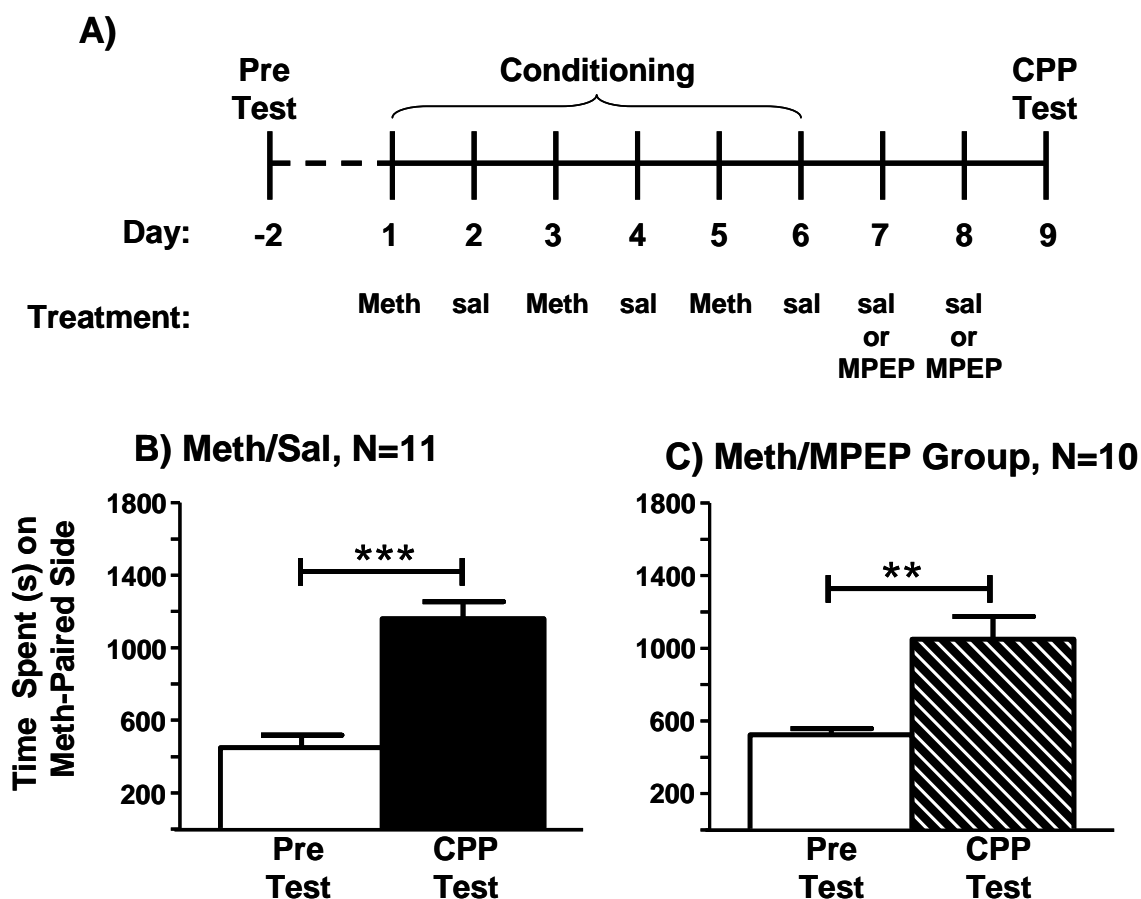 A)
Pre
Test
Conditioning
CPP
Test
Day: -2 1 2 3 4 5 6 7 8 9
Treatment: Meth sal Meth sal Meth sal sal sal
or or
MPEP MPEP
B) Meth/Sal, N=11
Time Spent (s) on
Meth-Paired Side
1800
1400
1000
600
200
***
Pre
Test
CPP
Test
C) Meth/MPEP Group, N=10
1800
1400
1000
600
200
**
Pre
Test
CPP
Test